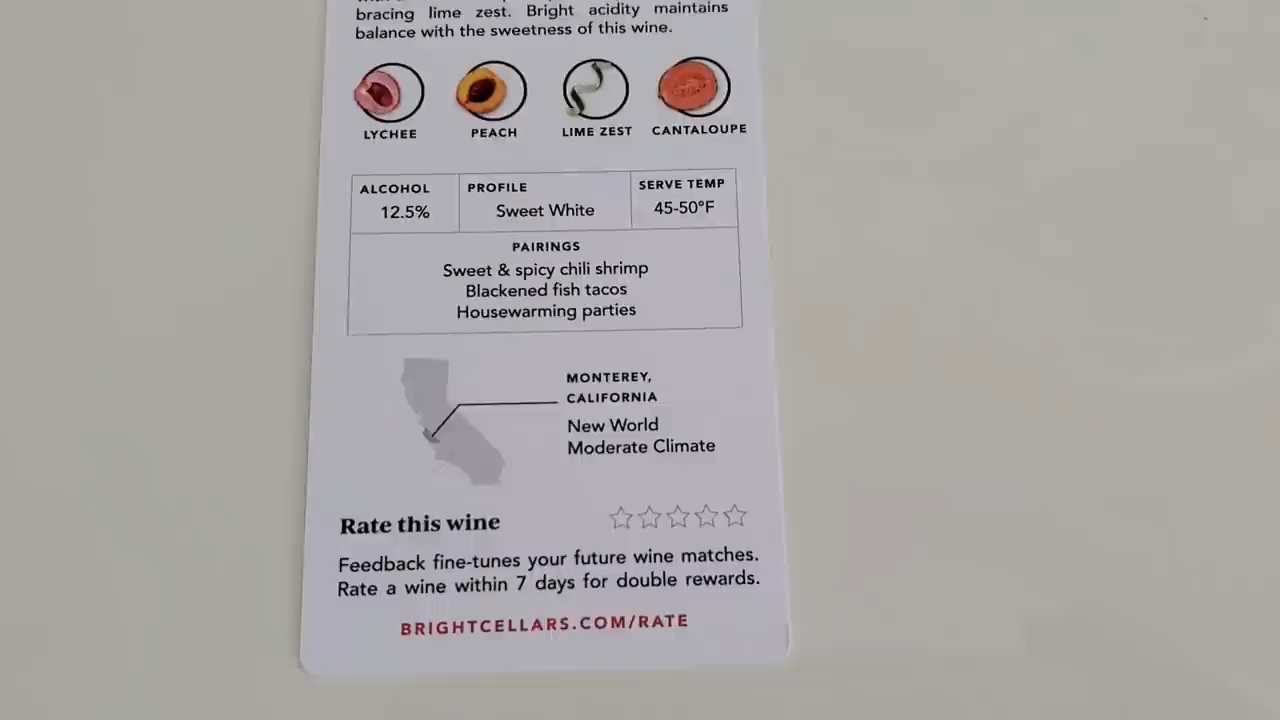 bracing lime zest. Bright acidity maintains
balance with the sweetness of this wine.
LYCHEE
PEACH
LIME ZEST
CANTALOUPE
ALCOHOL
12.5%
PROFILE
Sweet White
SERVE TEMP
45-50°F
PAIRINGS
Sweet & spicy chili shrimp
Blackened fish tacos
Housewarming parties
MONTEREY,
CALIFORNIA
New World
Moderate Climate
Rate this wine
Feedback fine-tunes your future wine matches.
Rate a wine within 7 days for double rewards.
BRIGHTCELLARS.COM/RATE